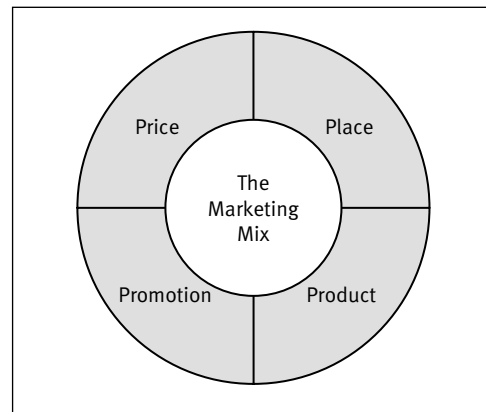 Price
Place
The
Marketing
Mix
Promotion
Product